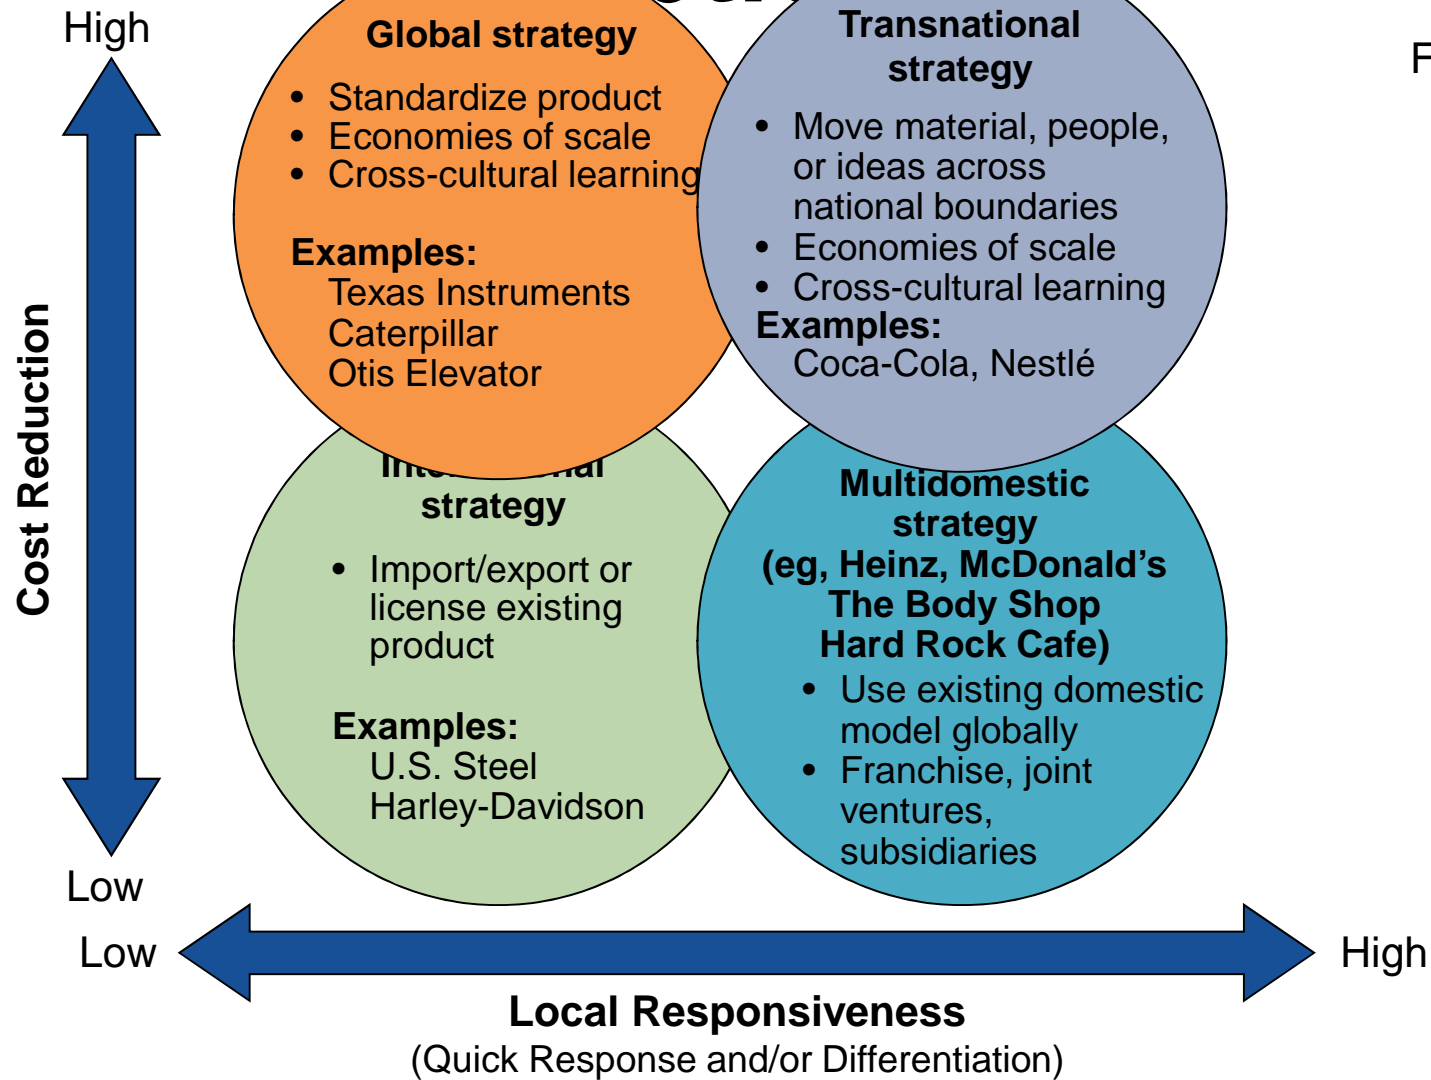 High
Global strategy
• Standardize product
• Economies of scale
• Cross-cultural learning
Examples:
Texas Instruments
Caterpillar
Otis Elevator
Transnational
strategy
• Move material, people,
or ideas across
national boundaries
• Economies of scale
• Cross-cultural learning
Examples:
Coca-Cola, Nestlé
F
Cost Reduction
strategy
• Import/export or
license existing
product
Examples:
U.S. Steel
Harley-Davidson
Multidomestic
strategy
(eg, Heinz, McDonald’s
The Body Shop
Hard Rock Cafe)
• Use existing domestic
model globally
• Franchise, joint
ventures,
subsidiaries
Low
Low
High
Local Responsiveness
(Quick Response and/or Differentiation)